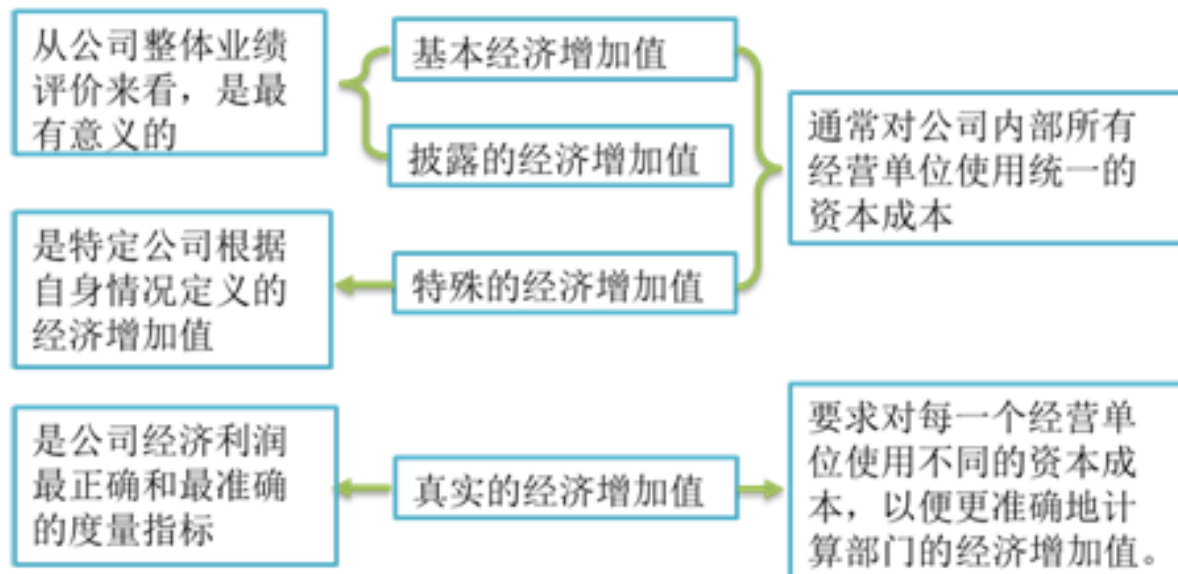 从公司整体业绩
评价来看，是最
有意义的
基本经济增加值
披露的经济增加值
通常对公司内部所有
经营单位使用统一的
资本成本
是特定公司根据
自身情况定义的
经济增加值
特殊的经济增加值
是公司经济利润
最正确和最准确
的度量指标
真实的经济增加值
要求对每一个经营单
位使用不同的资本成
本，以便更准确地计
算部门的经济增加值。